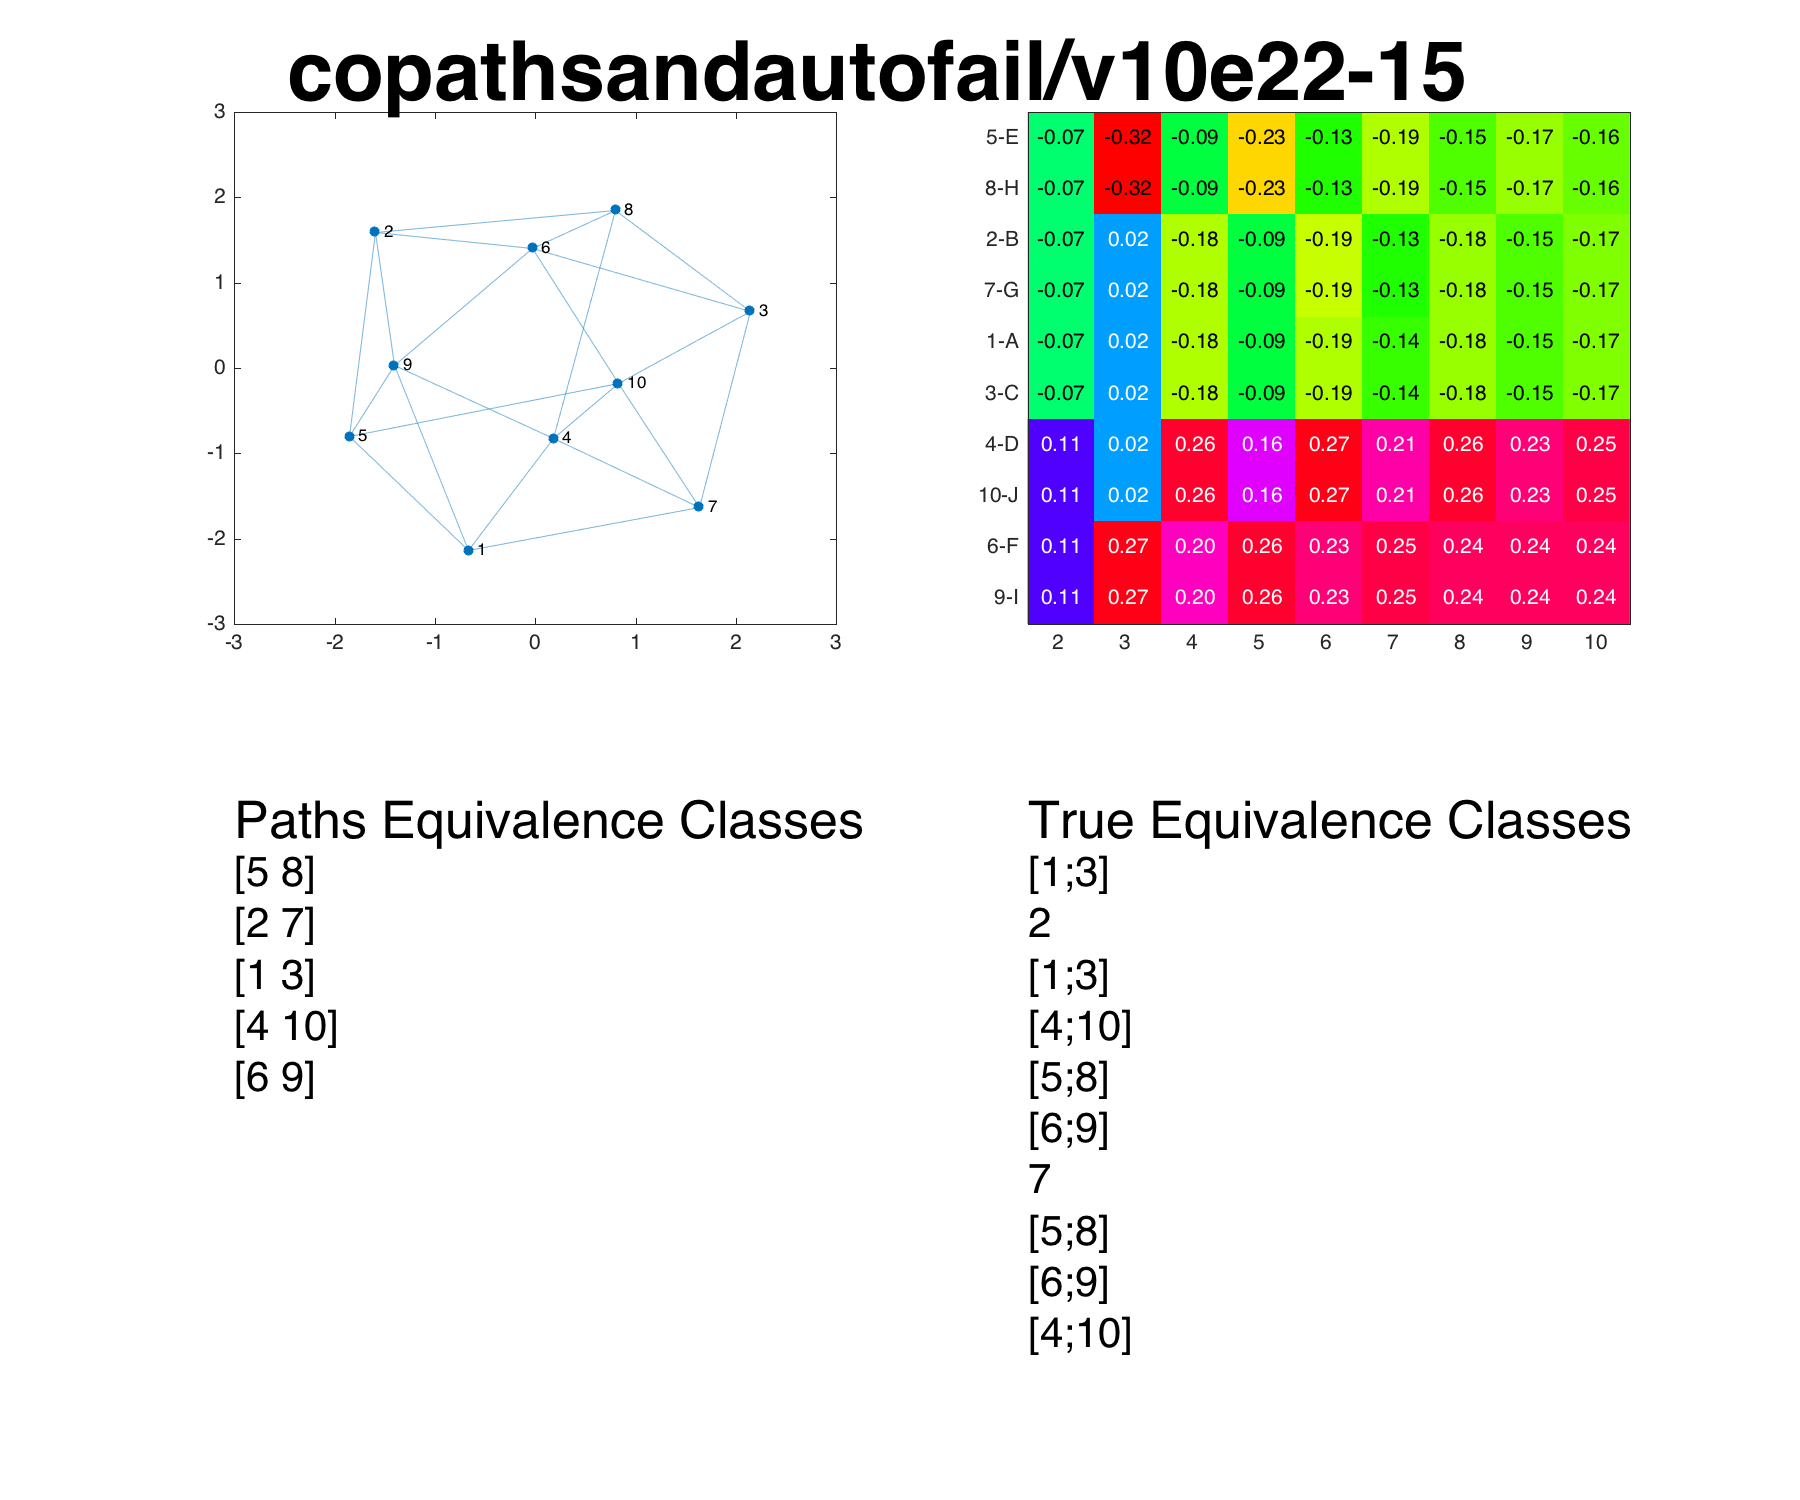 copathsandautofail/v10e22-15
3
2
1
0
-1
-2
-3
-3 -2 -1 0 1 2 3
2
8
6
3
9
10
5
4
7
1
5-E -0.07 -0.32 -0.09 -0.23 -0.13 -0.19 -0.15 -0.17 -0.16
8-H -0.07 -0.32 -0.09 -0.23 -0.13 -0.19 -0.15 -0.17 -0.16
2-B -0.07 0.02 -0.18 -0.09 -0.19 -0.13 -0.18 -0.15 -0.17
7-G -0.07 0.02 -0.18 -0.09 -0.19 -0.13 -0.18 -0.15 -0.17
1-A -0.07 0.02 -0.18 -0.09 -0.19 -0.14 -0.18 -0.15 -0.17
3-C -0.07 0.02 -0.18 -0.09 -0.19 -0.14 -0.18 -0.15 -0.17
4-D 0.11 0.02 0.26 0.16 0.27 0.21 0.26 0.23 0.25
10-J 0.11 0.02 0.26 0.16 0.27 0.21 0.26 0.23 0.25
6-F 0.11 0.27 0.20 0.26 0.23 0.25 0.24 0.24 0.24
9-I 0.11 0.27 0.20 0.26 0.23 0.25 0.24 0.24 0.24
2 3 4 5 6 7 8 9 10
Paths Equivalence Classes
[5 8]
[2 7]
[1 3]
[4 10]
[6 9]
True Equivalence Classes
[1;3]
2
[1;3]
[4;10]
[5;8]
[6;9]
7
[5;8]
[6;9]
[4;10]